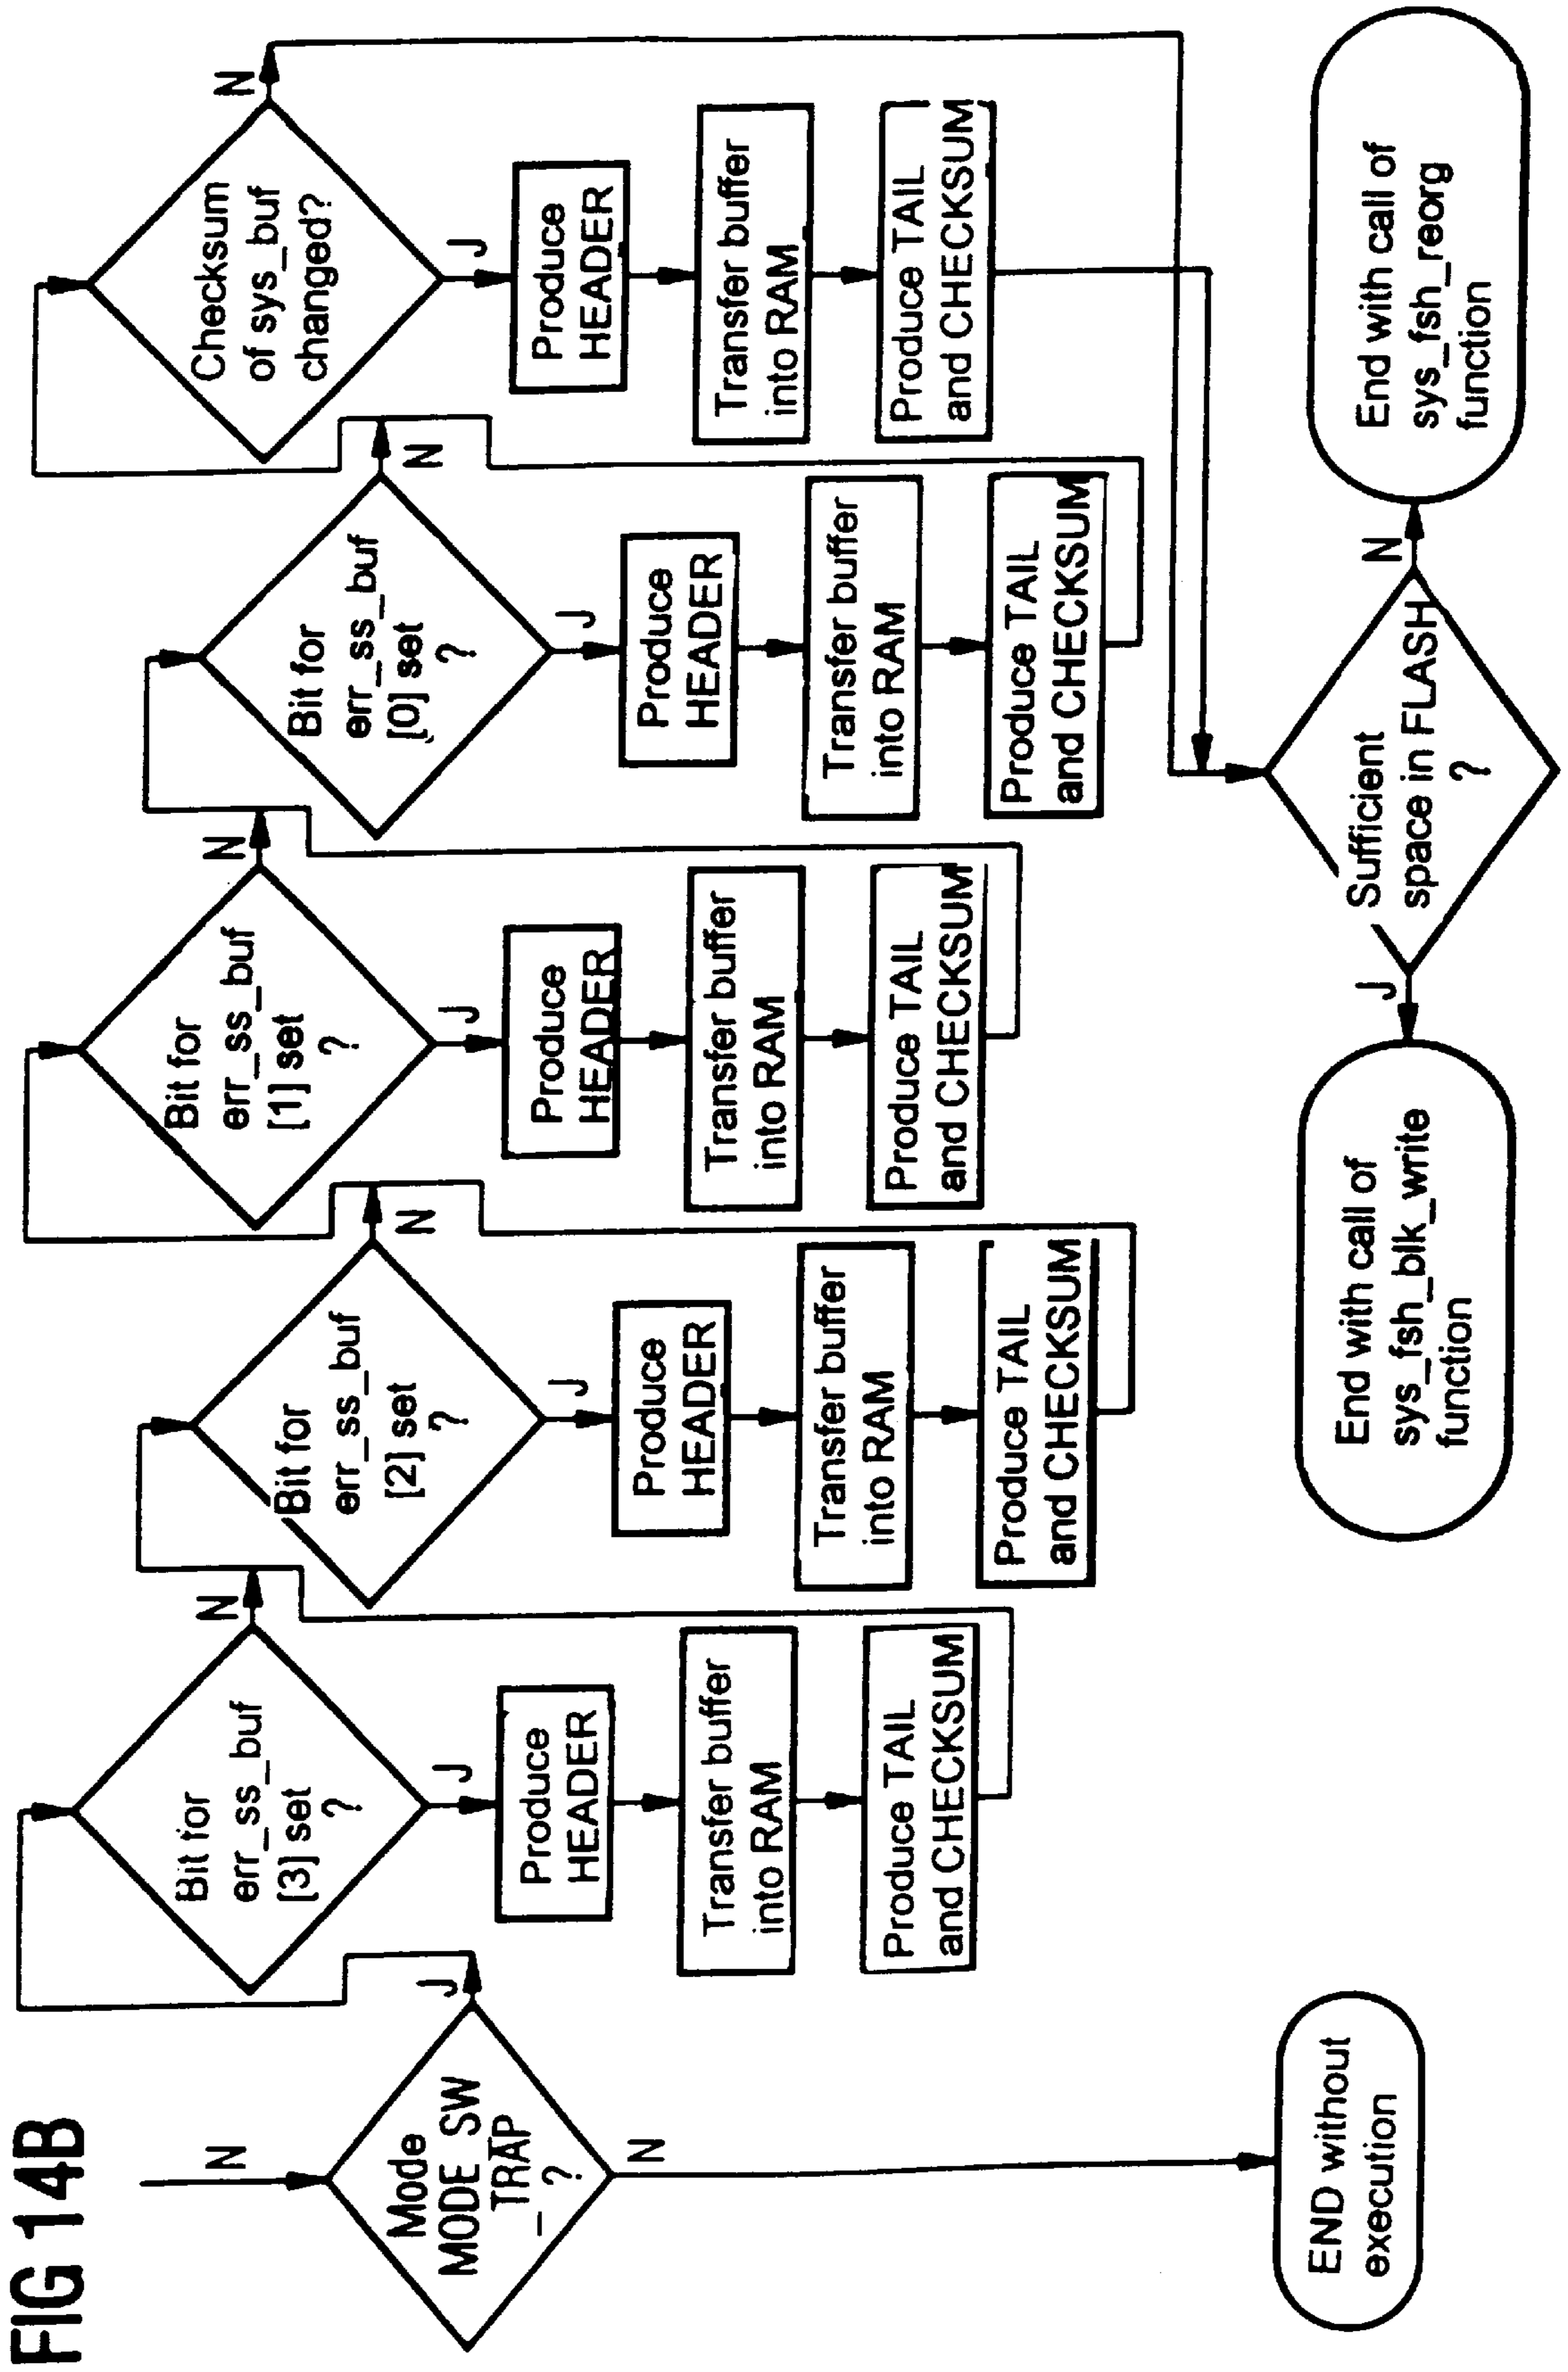 FIG 14B
N
Mode
MODE SW
_TRAP
?
J
N
END without
execution
Bit for
err_ss_buf
[3] set
?
N
J
Produce
HEADER
Transfer buffer
into RAM
Produce TAIL
and CHECKSUM
Bit for
err_ss_buf
[2] set
?
N
J
Produce
HEADER
Transfer buffer
into RAM
Produce TAIL
and CHECKSUM
Bit for
err_ss_buf
[1] set
?
N
J
Produce
HEADER
Transfer buffer
into RAM
Produce TAIL
and CHECKSUM
Bit for
err_ss_buf
[0] set
?
N
J
Produce
HEADER
Transfer buffer
into RAM
Produce TAIL
and CHECKSUM
Checksum
of sys_buf
changed?
N
J
Produce
HEADER
Transfer buffer
into RAM
Produce TAIL
and CHECKSUM
Sufficient
space in FLASH
?
J
N
End with call of
sys_fsh_blk_write
function
End with call of
sys_fsh_reorg
function